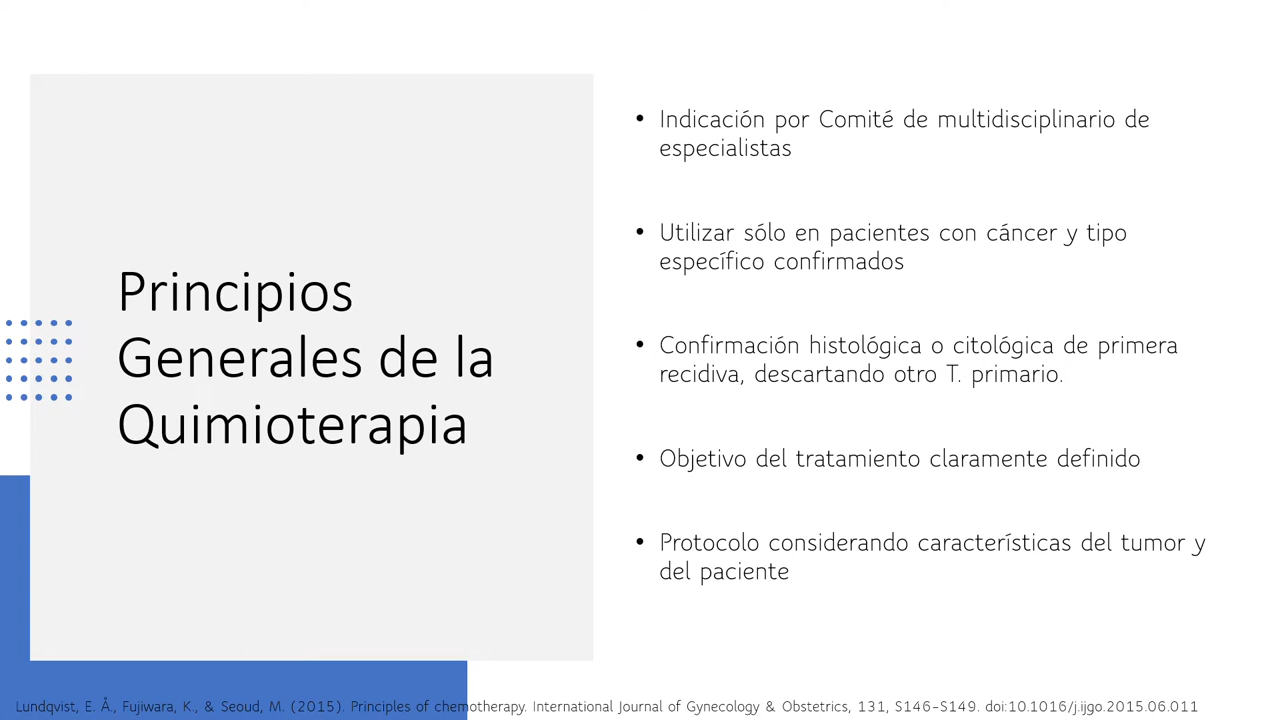 Principios
Generales de la
Quimioterapia
• Indicación por Comité de multidisciplinario de
especialistas
• Utilizar sólo en pacientes con cáncer y tipo
específico confirmados
• Confirmación histológica o citológica de primera
recidiva, descartando otro T. primario.
• Objetivo del tratamiento claramente definido
• Protocolo considerando características del tumor y
del paciente
Lundqvist, E. Å., Fujiwara, K., & Seoud, M. (2015). Principles of chemotherapy. International Journal of Gynecology & Obstetrics, 131, S146–S149. doi:10.1016/j.ijgo.2015.06.011